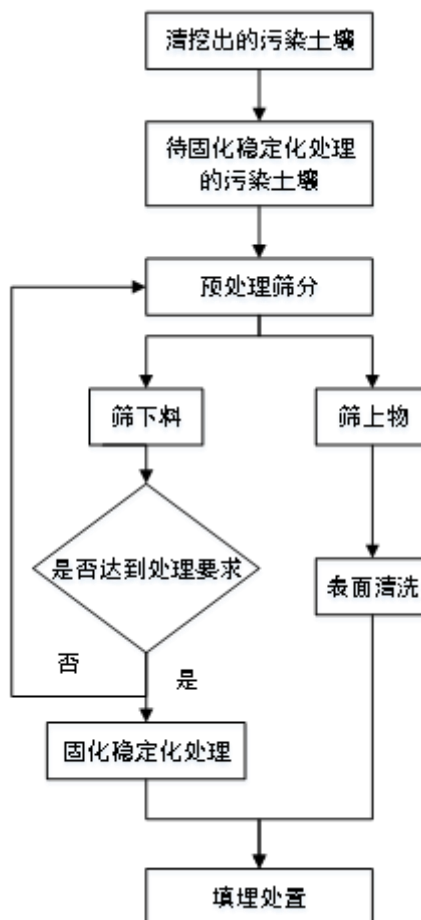 清挖出的污染土壤
待固化稳定化处理
的污染土壤
预处理筛分
筛下料
筛上物
是否达到处理要求
表面清洗
否
是
固化稳定化处理
填埋处置